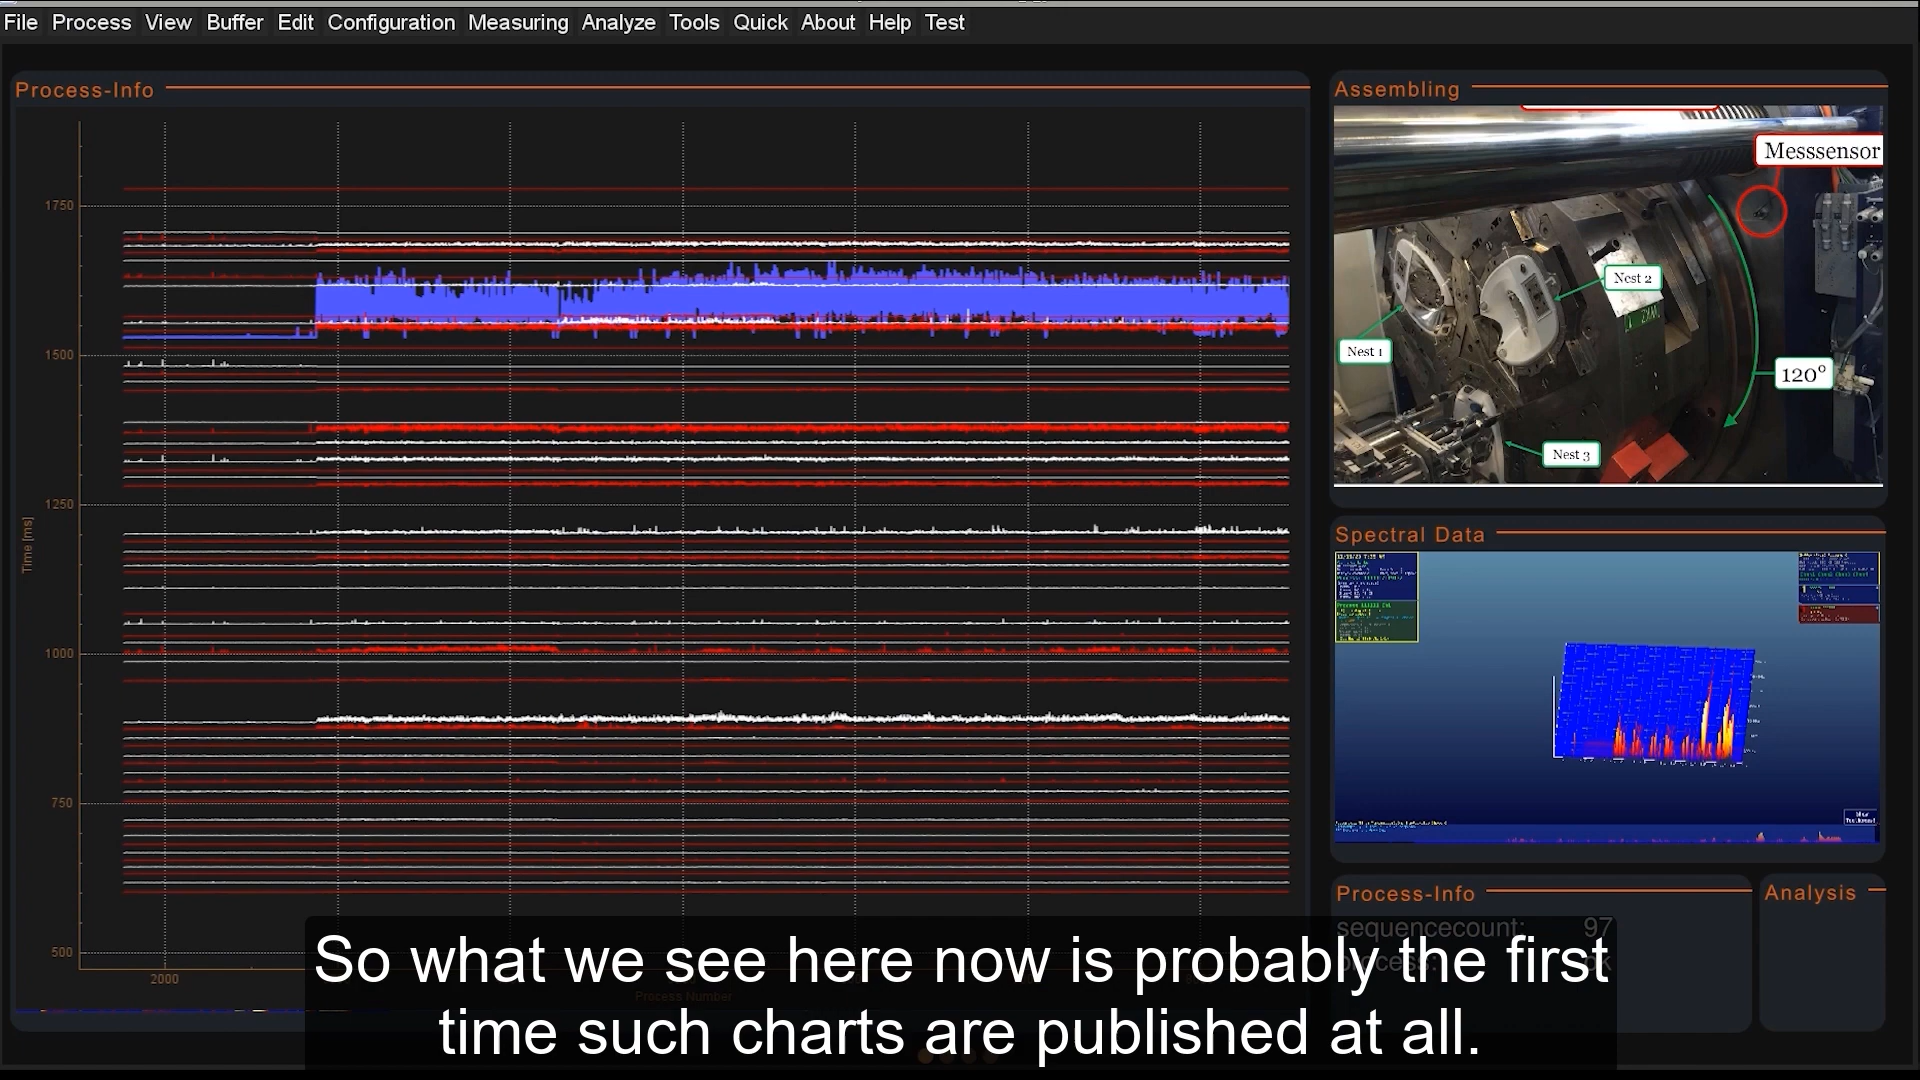 File Process View Buffer Edit Configuration Measuring Analyze Tools Quick About Help Test
Process-Info
1750
1500
1250
1000
750
500
Time [ns]
2000
Process Number
Assembling
Messsensor
Nest 2
Nest 1
120°
Nest 3
Spectral Data
Process-Info
sequencecount: 97
process: ok
Analysis
So what we see here now is probably the first
time such charts are published at all.